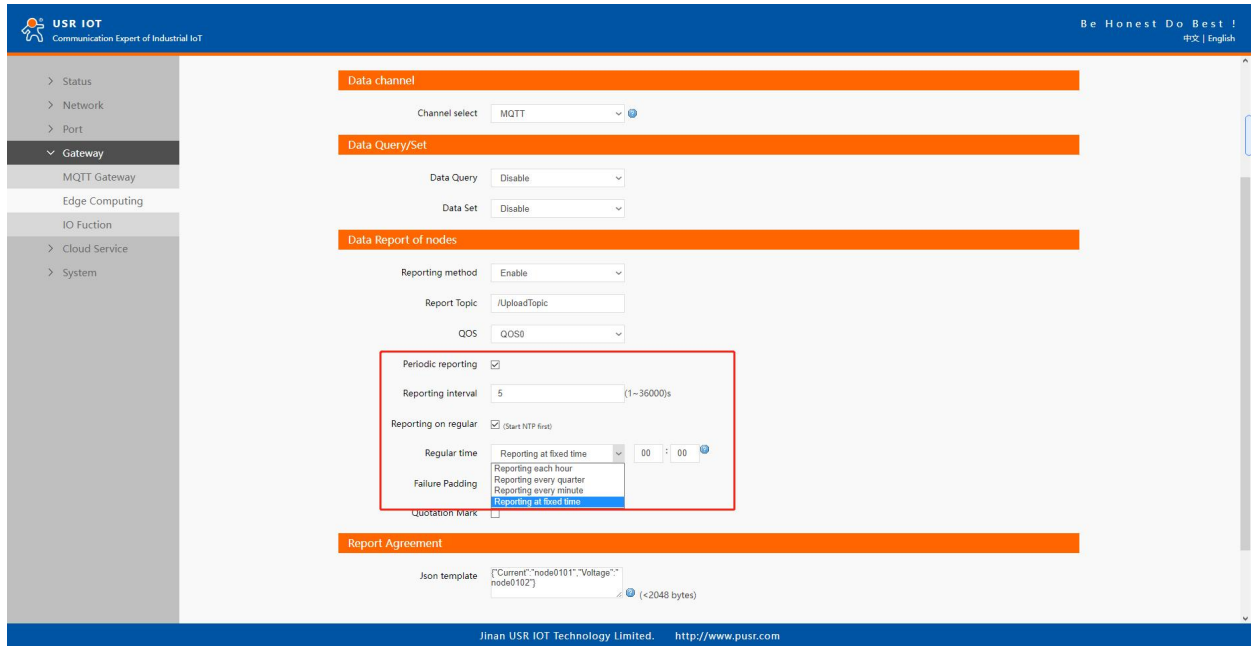 USR IOT
Communication Expert of Industrial IoT
Be Honest Do Best !
中文 | English
Status
Network
Port
Gateway
MQTT Gateway
Edge Computing
IO Fuction
Cloud Service
System
Data channel
Channel select MQTT
Data Query/Set
Data Query Disable
Data Set Disable
Data Report of nodes
Reporting method Enable
Report Topic /UploadTopic
QOS QOS0
Periodic reporting
Reporting interval 5 (1~36000)s
Reporting on regular (Start NTP first)
Regular time Reporting at fixed time 00 : 00
Reporting each hour
Reporting every quarter
Reporting every minute
Reporting at fixed time
Failure Padding
Quotation Mark
Report Agreement
Json template {"Current":"node0101","Voltage":"
node0102"}
(<2048 bytes)
Jinan USR IOT Technology Limited. http://www.pusr.com